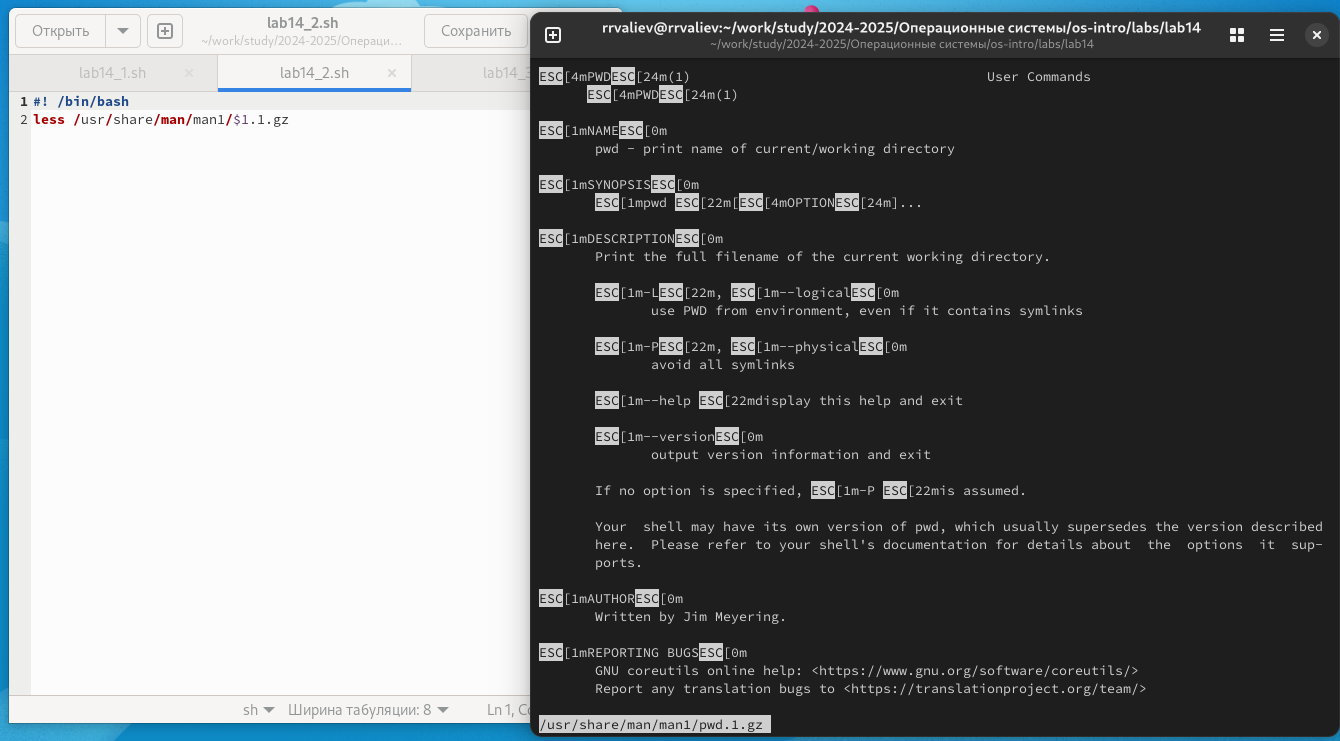 Открыть
lab14_2.sh
~/work/study/2024-2025/Операци…
Сохранить
lab14_1.sh
lab14_2.sh
lab14_3
1 #! /bin/bash
2 less /usr/share/man/man1/$1.1.gz
sh
Ширина табуляции: 8
Ln 1, Co
rrvaliev@rrvaliev:~/work/study/2024-2025/Операционные системы/os-intro/labs/lab14
~/work/study/2024-2025/Операционные системы/os-intro/labs/lab14
ESC[4mPWDESC[24m(1) User Commands
ESC[4mPWDESC[24m(1)
ESC[1mNAMEESC[0m
pwd - print name of current/working directory
ESC[1mSYNOPSISESC[0m
ESC[1mpwd ESC[22m[ESC[4mOPTIONESC[24m]...
ESC[1mDESCRIPTIONESC[0m
Print the full filename of the current working directory.
ESC[1m-LESC[22m, ESC[1m--logicalESC[0m
use PWD from environment, even if it contains symlinks
ESC[1m-PESC[22m, ESC[1m--physicalESC[0m
avoid all symlinks
ESC[1m--help ESC[22mdisplay this help and exit
ESC[1m--versionESC[0m
output version information and exit
If no option is specified, ESC[1m-P ESC[22mis assumed.
Your  shell may have its own version of pwd, which usually supersedes the version described
here.  Please refer to your shell's documentation for details about  the  options  it  sup-
ports.
ESC[1mAUTHORESC[0m
Written by Jim Meyering.
ESC[1mREPORTING BUGSESC[0m
GNU coreutils online help: <https://www.gnu.org/software/coreutils/>
Report any translation bugs to <https://translationproject.org/team/>
/usr/share/man/man1/pwd.1.gz